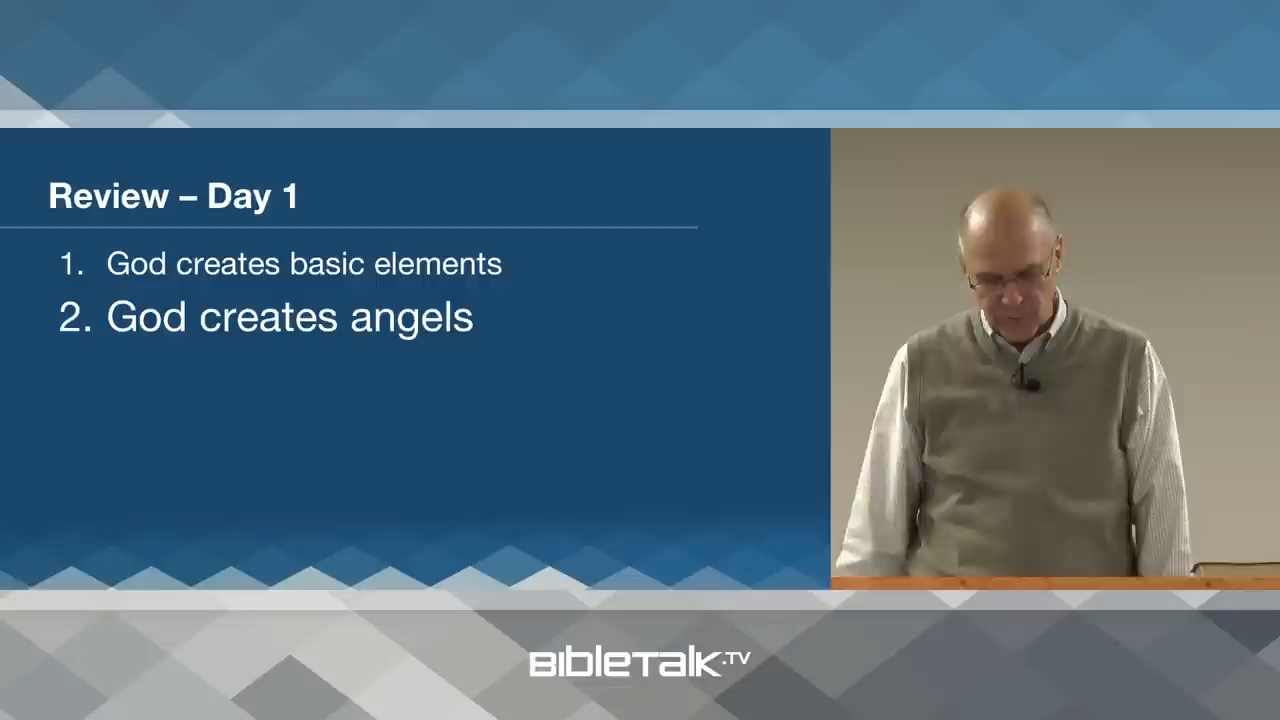 Review – Day 1
1. God creates basic elements
2. God creates angels
BIBLETALK.TV